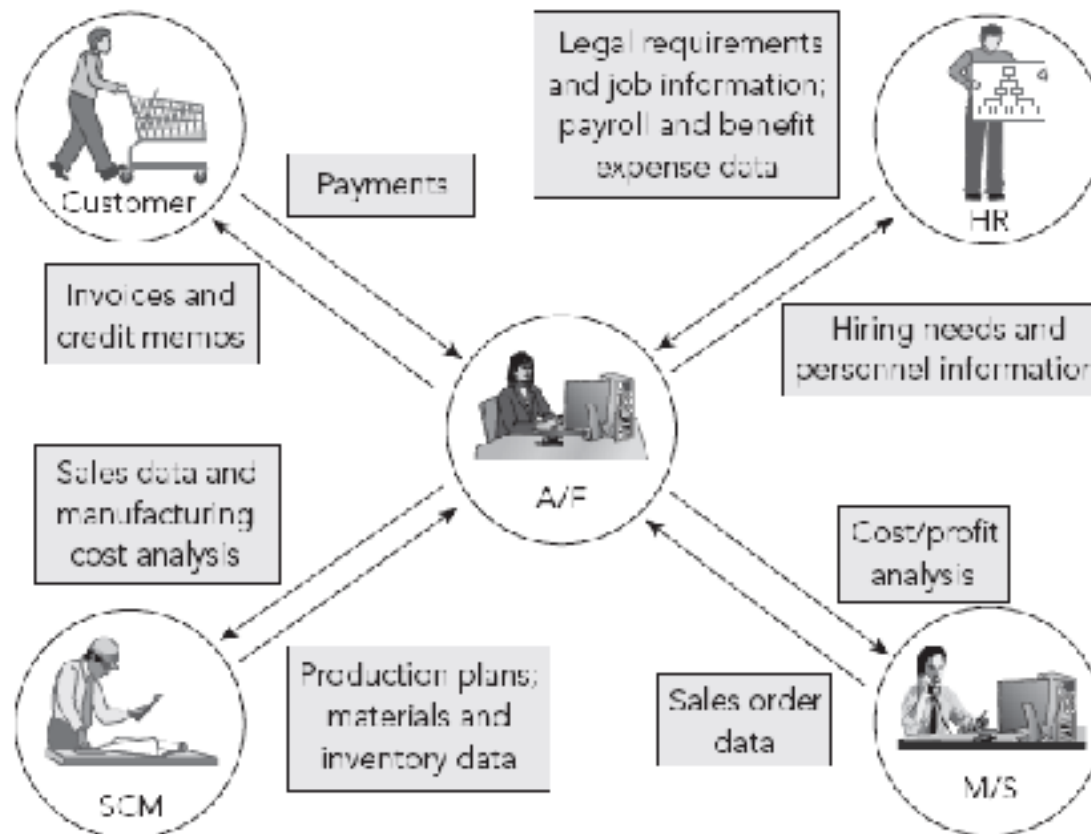 Customer
Payments
Legal requirements
and job information;
payroll and benefit
expense data
HR
Invoices and
credit memos
Hiring needs and
personnel information
A/F
Sales data and
manufacturing
cost analysis
Cost/profit
analysis
SCM
Production plans;
materials and
inventory data
Sales order
data
M/S